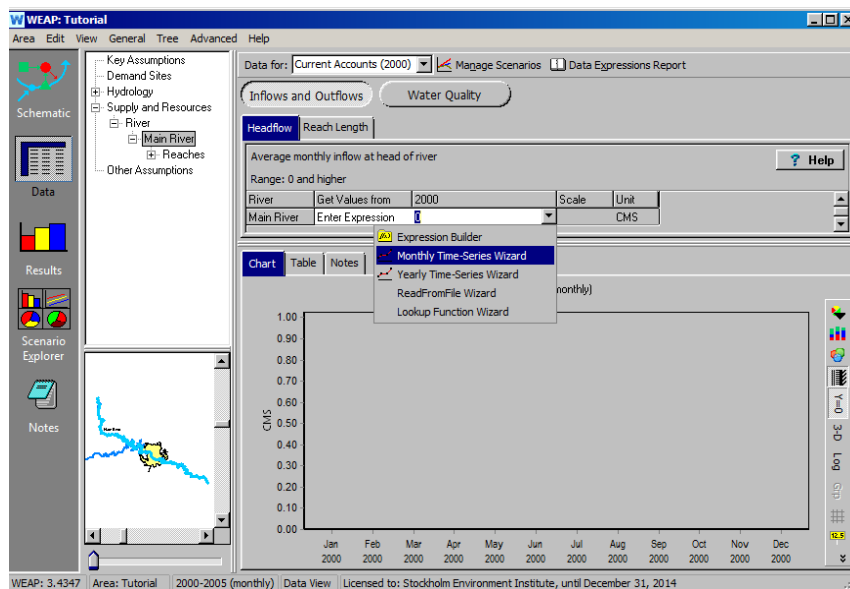 WEAP: Tutorial
Area Edit View General Tree Advanced Help
Schematic
Data
Results
Scenario
Explorer
Notes
Key Assumptions
Demand Sites
Hydrology
Supply and Resources
River
Main River
Reaches
Other Assumptions
Data for: Current Accounts (2000) Manage Scenarios Data Expressions Report
Inflows and Outflows Water Quality
Headflow Reach Length
Average monthly inflow at head of river
? Help
Range: 0 and higher
River Get Values from 2000 Scale Unit
Main River Enter Expression 0 CMS
Expression Builder
Monthly Time-Series Wizard
Yearly Time-Series Wizard
ReadFromFile Wizard
Lookup Function Wizard
Chart Table Notes
monthly)
1.00
0.90
0.80
0.70
0.60
0.50
0.40
0.30
0.20
0.10
0.00
CMS
Jan Feb Mar Apr May Jun Jul Aug Sep Oct Nov Dec
2000 2000 2000 2000 2000 2000 2000 2000 2000 2000 2000 2000
Y=0
3-D
Log
12.5
WEAP: 3.4347 Area: Tutorial 2000-2005 (monthly) Data View Licensed to: Stockholm Environment Institute, until December 31, 2014